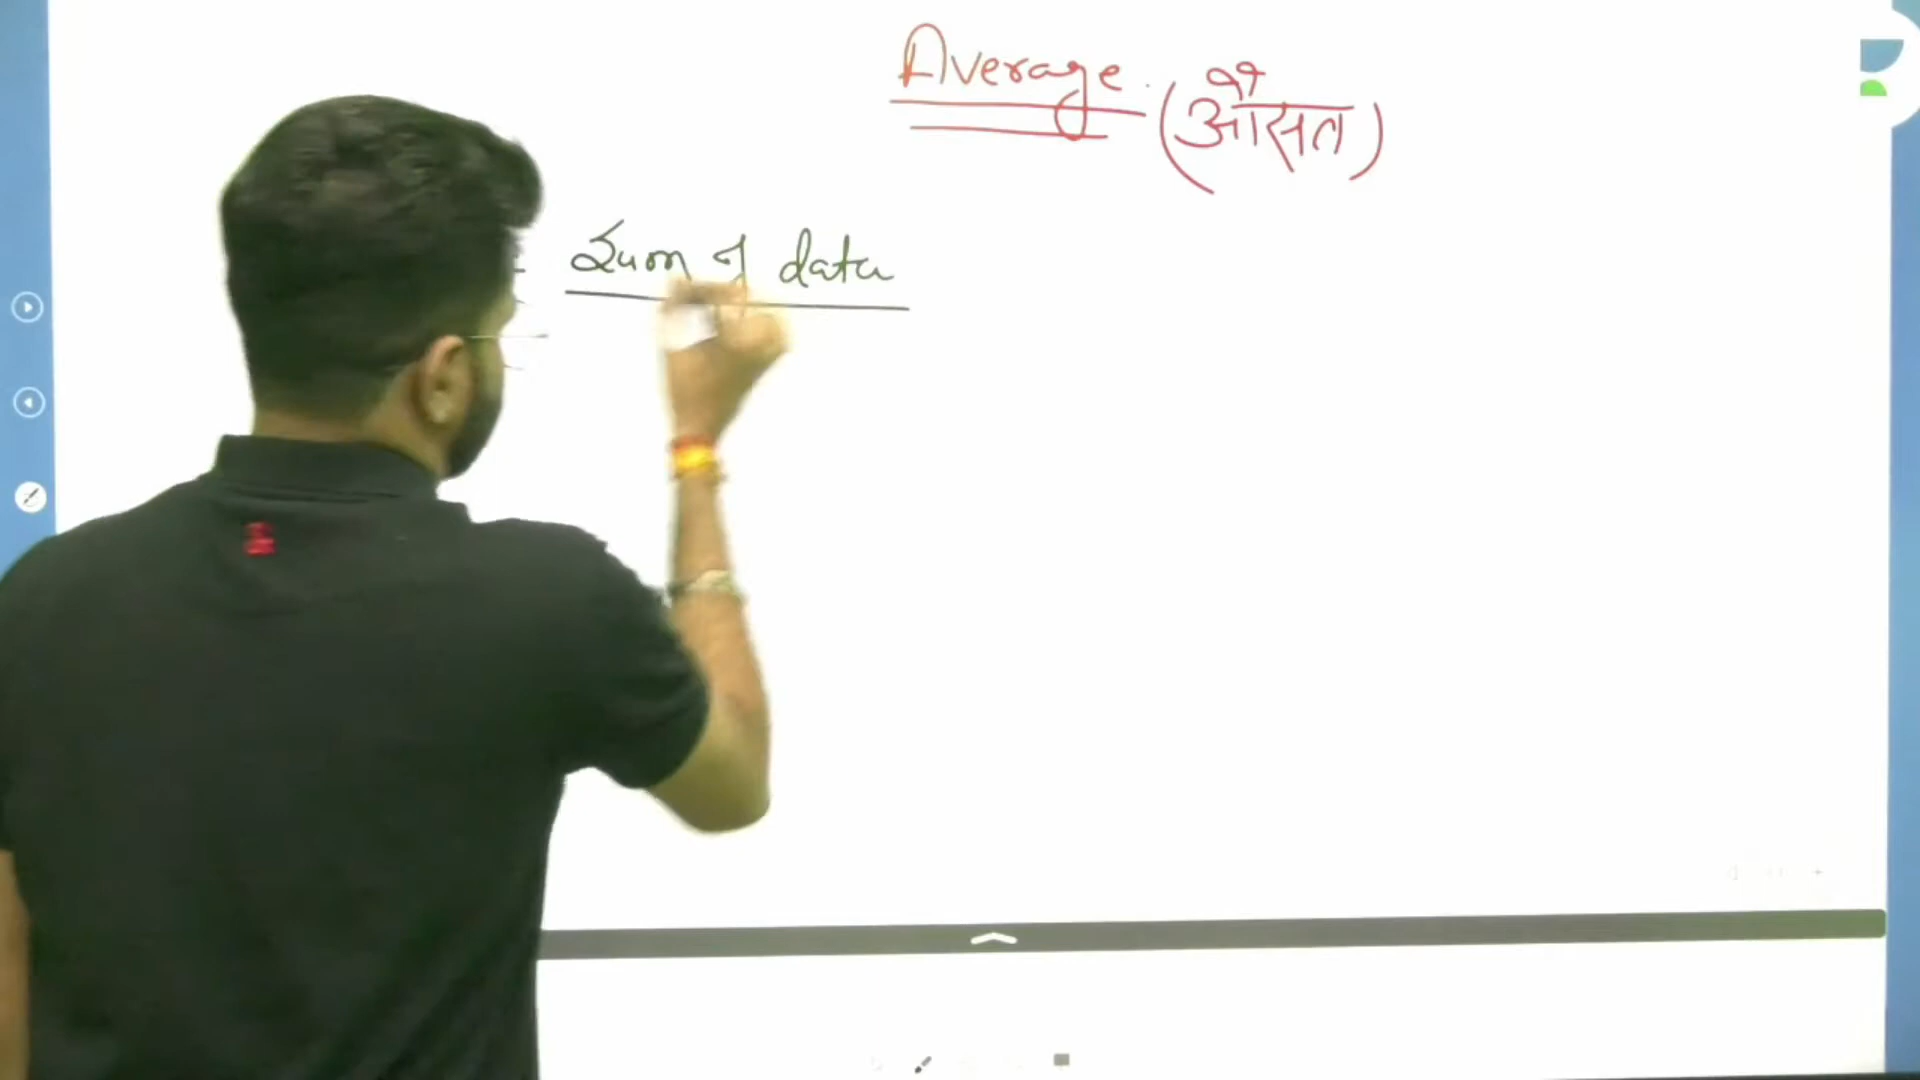 Average.
(औसत)
Sum of data